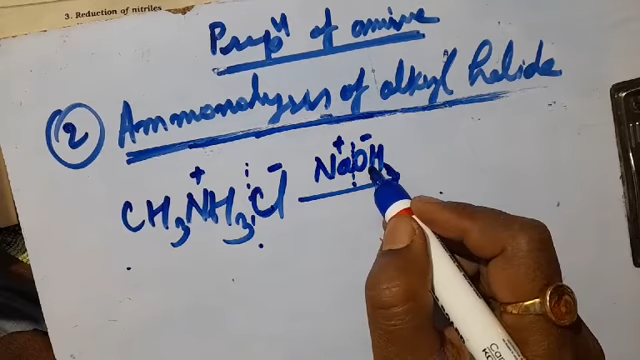 3. Reduction of nitriles
Prepn of amine
② Ammonolysis of alkyl halide
CH₃N⁺H₃Cl⁻ Na⁺OH⁻